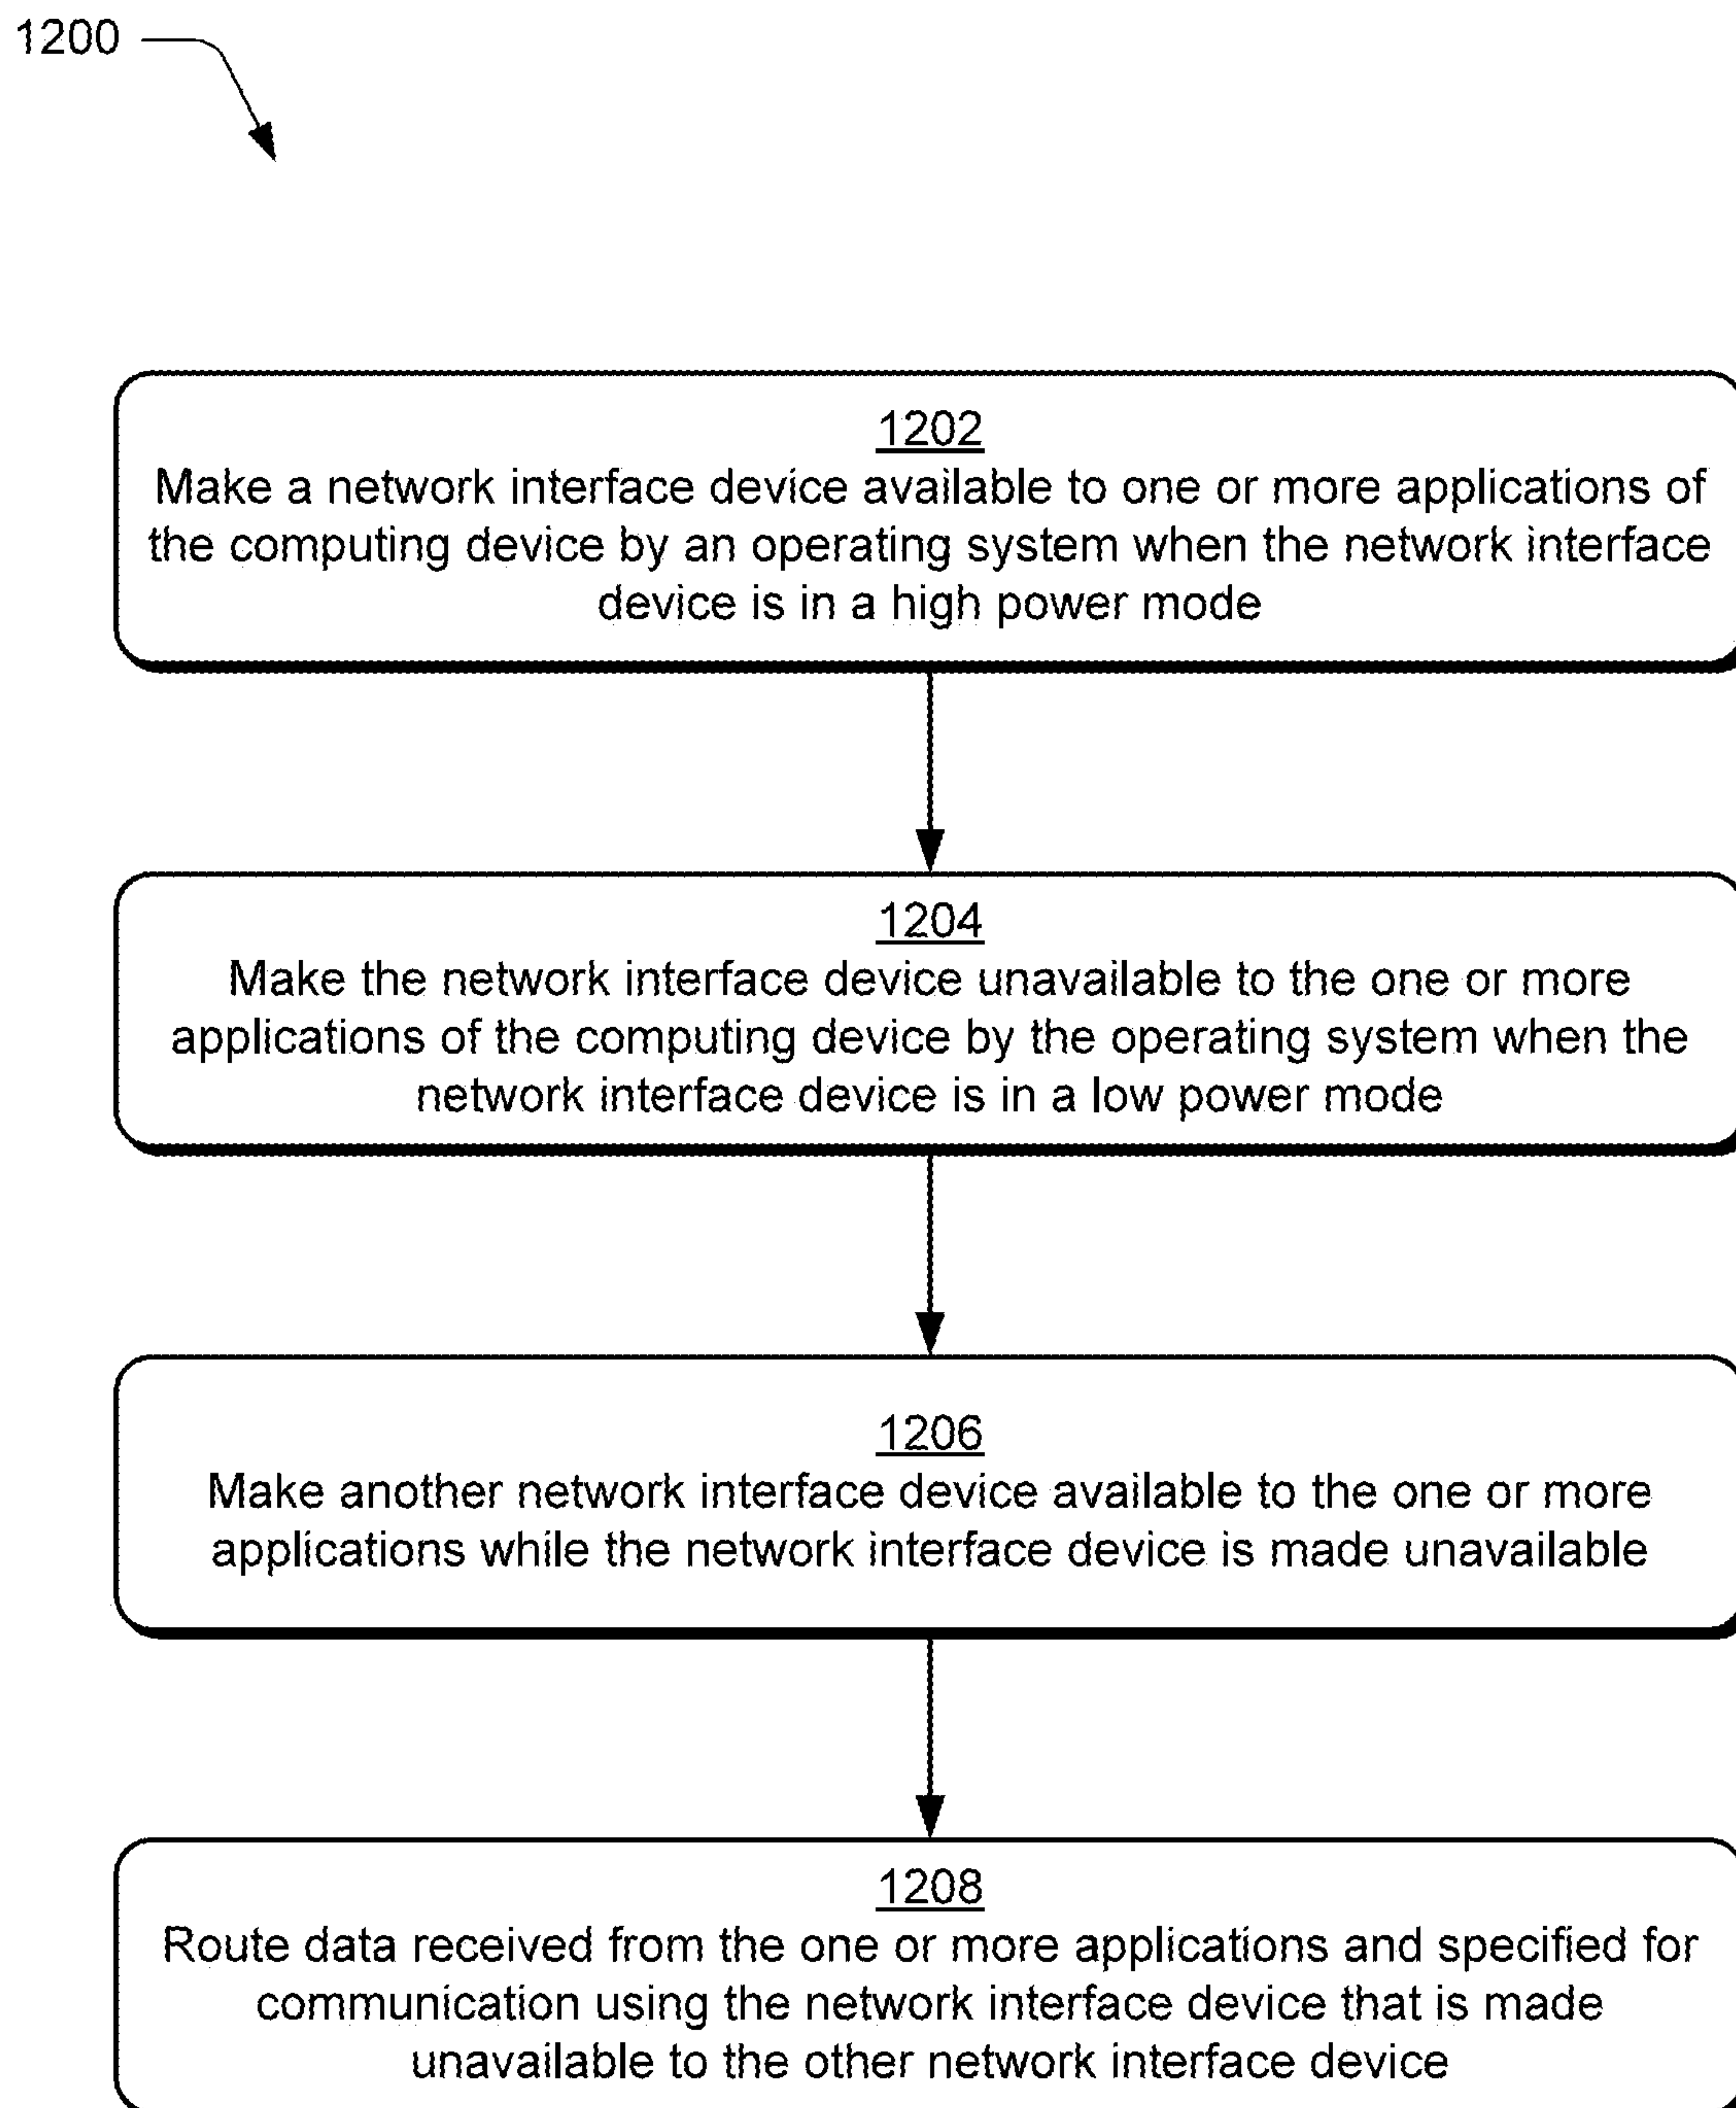 1200
1202
Make a network interface device available to one or more applications of
the computing device by an operating system when the network interface
device is in a high power mode
1204
Make the network interface device unavailable to the one or more
applications of the computing device by the operating system when the
network interface device is in a low power mode
1206
Make another network interface device available to the one or more
applications while the network interface device is made unavailable
1208
Route data received from the one or more applications and specified for
communication using the network interface device that is made
unavailable to the other network interface device